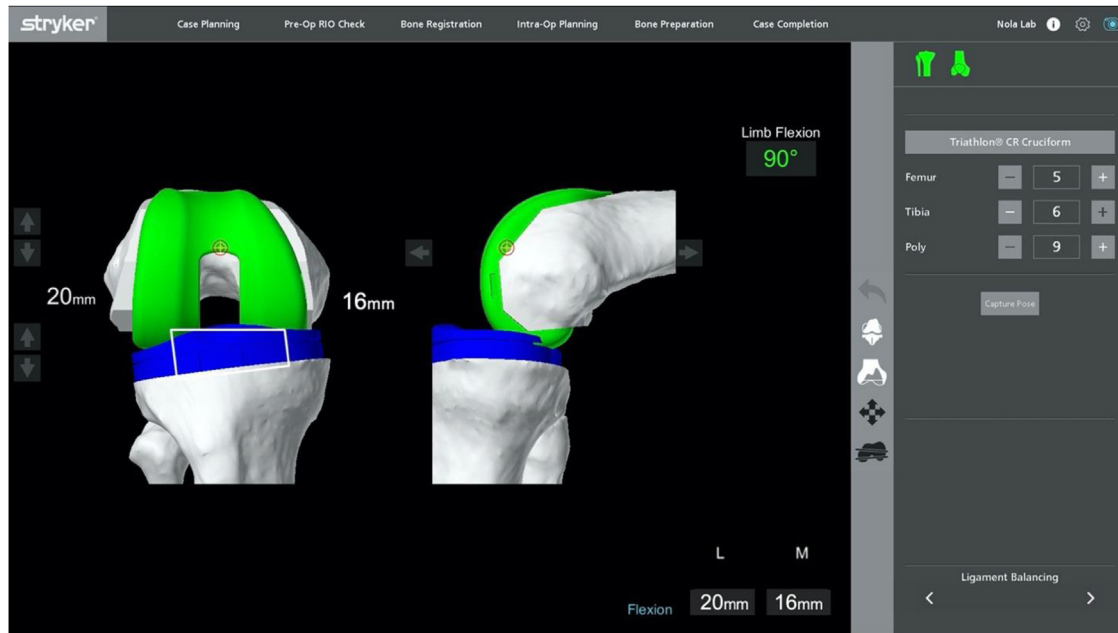 stryker®
Case Planning Pre-Op RIO Check Bone Registration Intra-Op Planning Bone Preparation Case Completion Nola Lab i
Limb Flexion
90°
Triathlon® CR Cruciform
Femur − 5 +
Tibia − 6 +
Poly − 9 +
20mm 16mm
Capture Pose
L M
Flexion 20mm 16mm
Ligament Balancing
< >